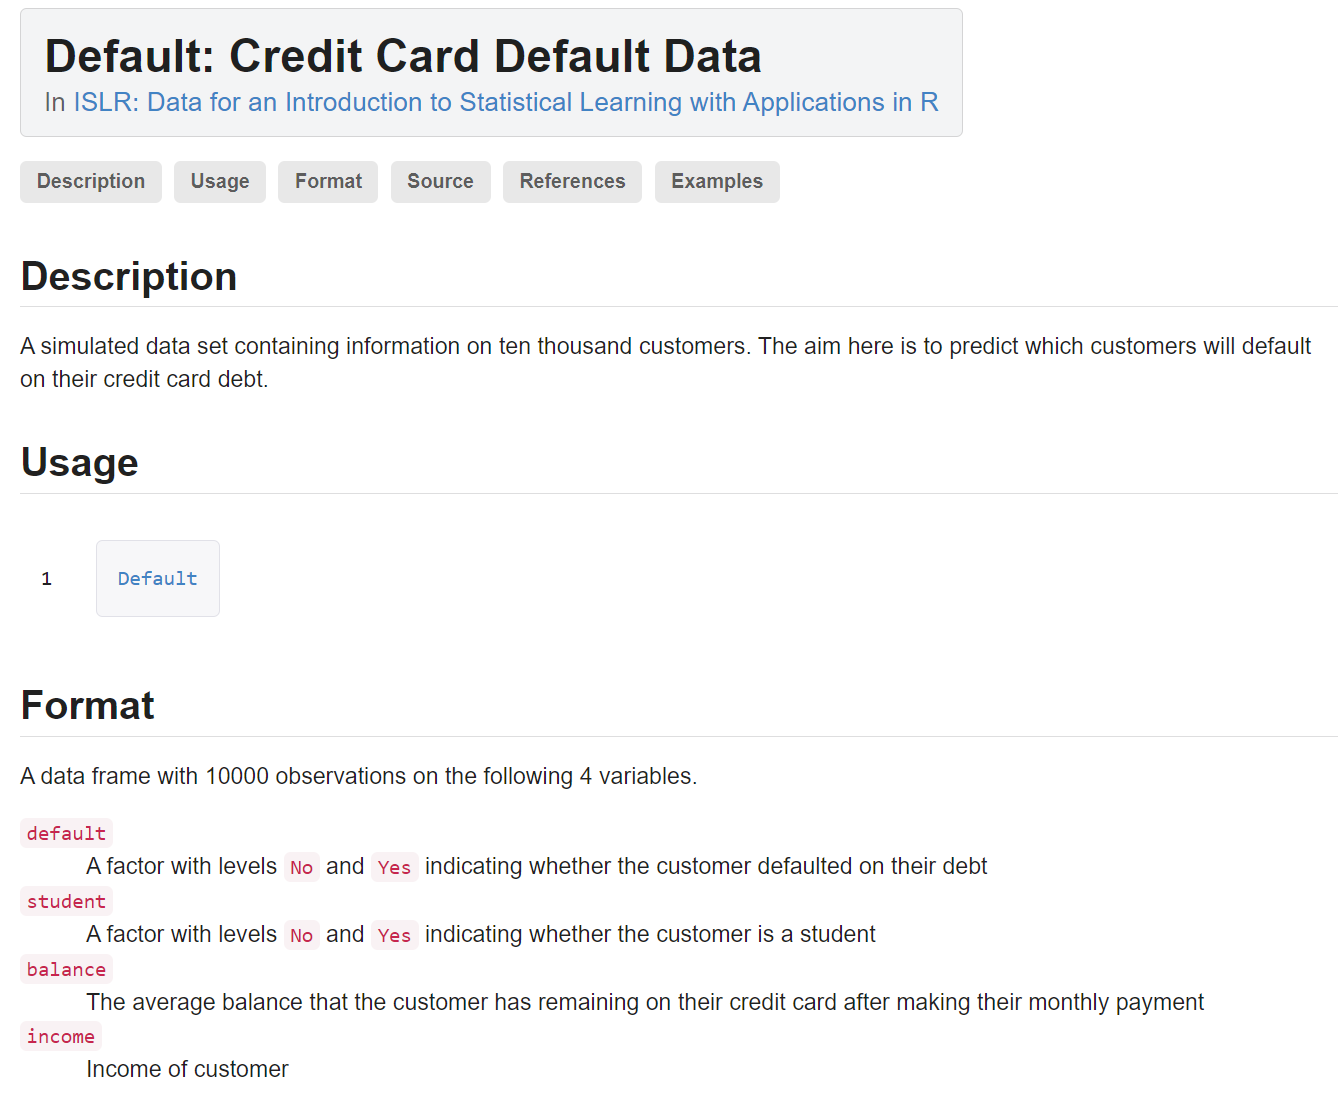 Default: Credit Card Default Data
In ISLR: Data for an Introduction to Statistical Learning with Applications in R
Description Usage Format Source References Examples
Description
A simulated data set containing information on ten thousand customers. The aim here is to predict which customers will default
on their credit card debt.
Usage
1 Default
Format
A data frame with 10000 observations on the following 4 variables.
default
A factor with levels No and Yes indicating whether the customer defaulted on their debt
student
A factor with levels No and Yes indicating whether the customer is a student
balance
The average balance that the customer has remaining on their credit card after making their monthly payment
income
Income of customer